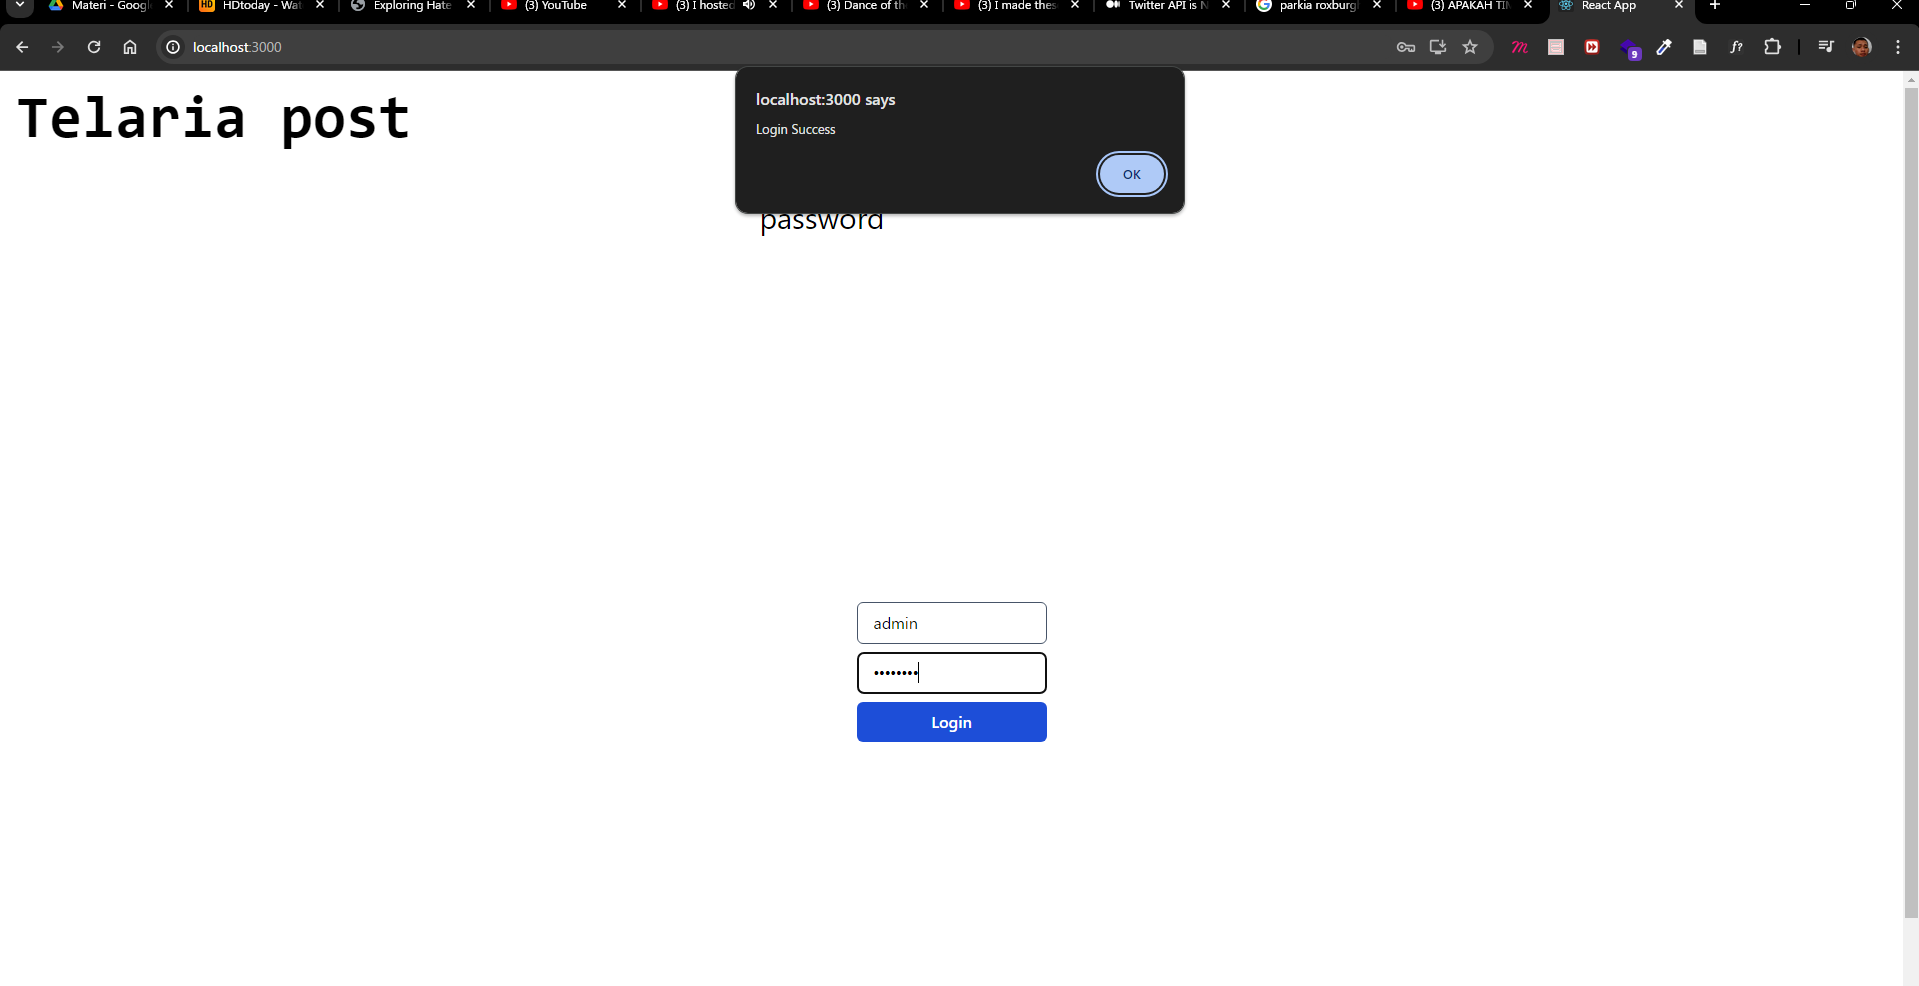 Materi - Goog
HDtoday - Wat
Exploring Hate
(3) YouTube
(3) I hosted
(3) Dance of th
(3) I made thes
Twitter API is N
parkia roxburg
(3) APAKAH TI
React App
localhost:3000
9
f?
Telaria post
localhost:3000 says
Login Success
OK
password
admin
Login